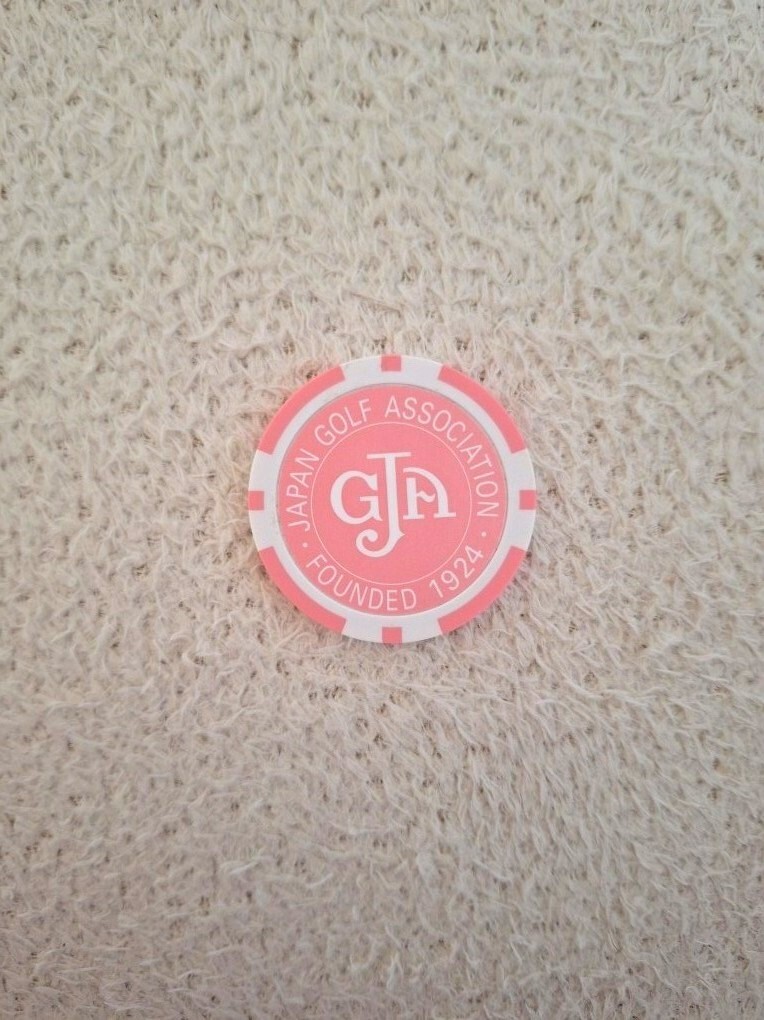 · JAPAN GOLF ASSOCIATION ·
GJA
FOUNDED 1924